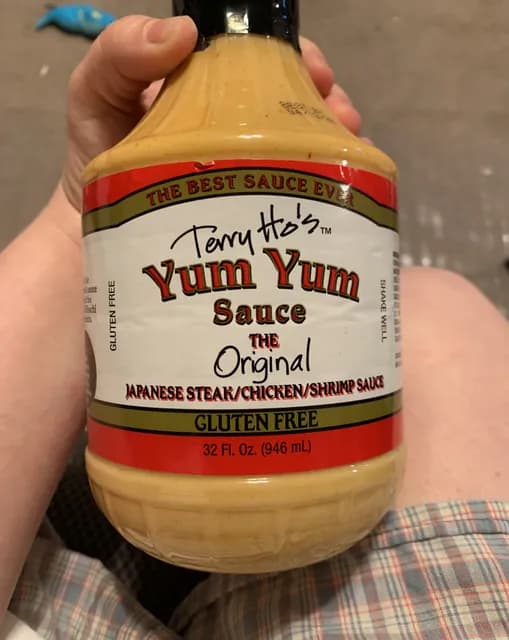 THE BEST SAUCE EVER
Terry Ho's™
Yum Yum
Sauce
THE
Original
JAPANESE STEAK/CHICKEN/SHRIMP SAUCE
GLUTEN FREE
32 Fl. Oz. (946 mL)
GLUTEN FREE
SHAKE WELL